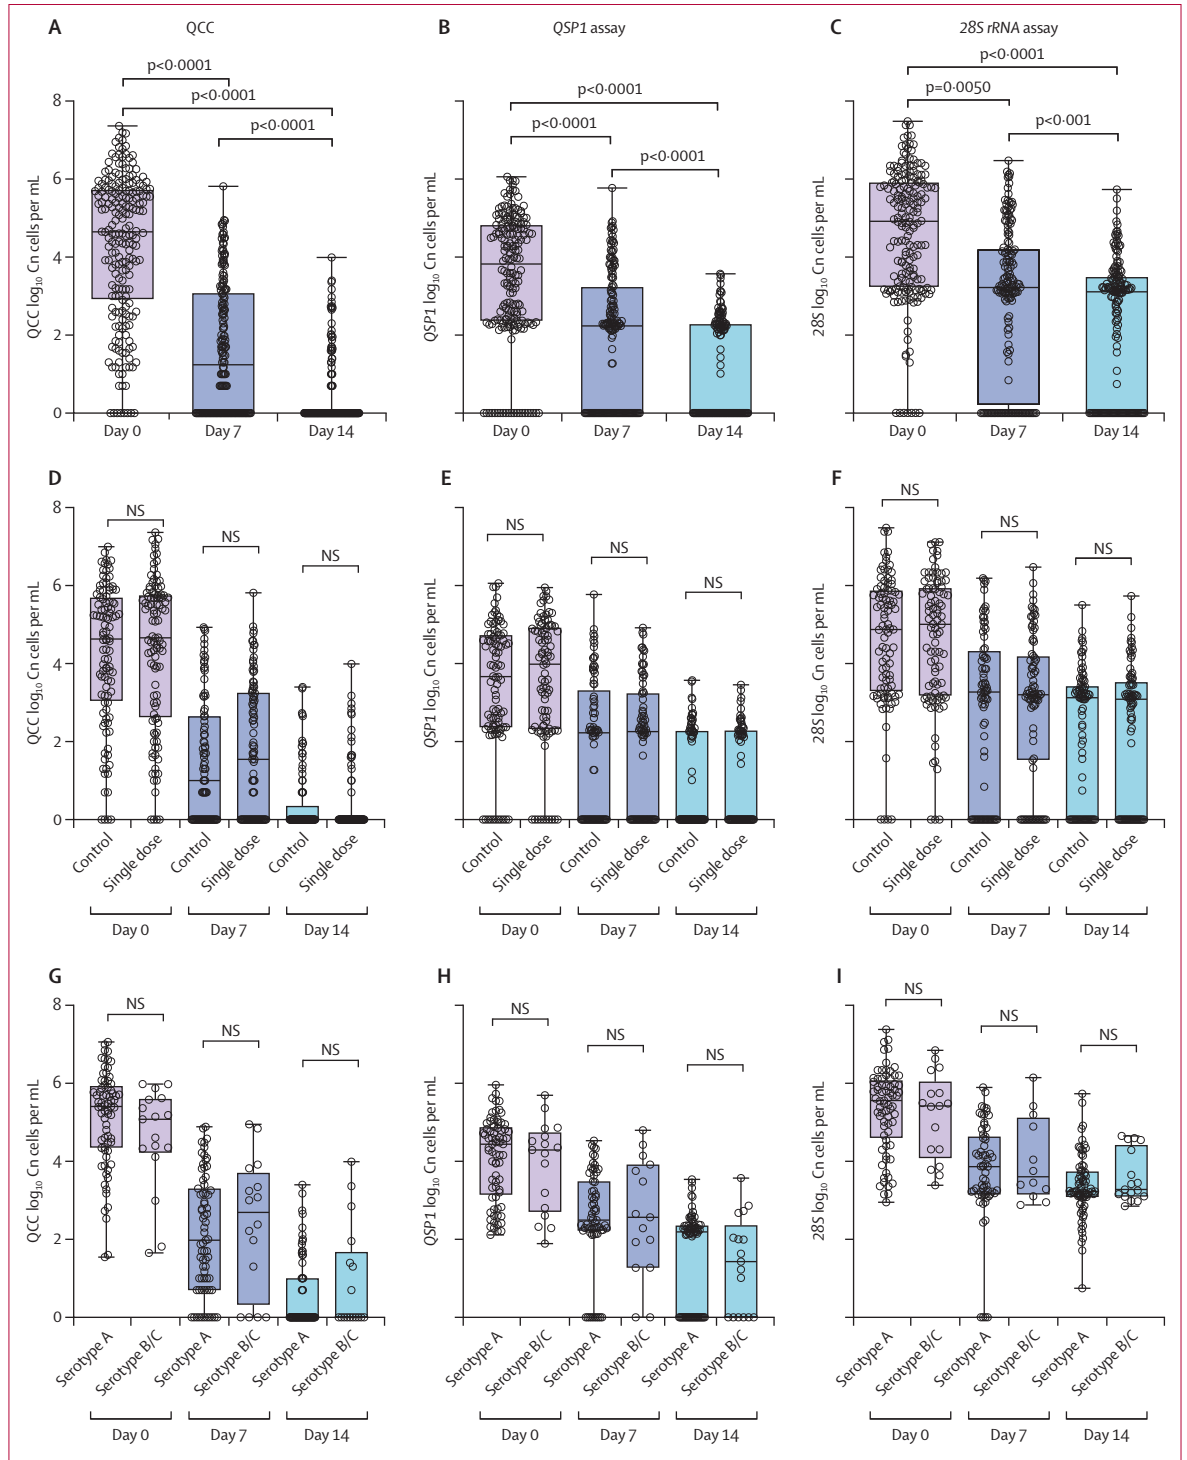 A QCC
p<0·0001
p<0·0001
p<0·0001
QCC log10 Cn cells per mL
8
6
4
2
0
Day 0 Day 7 Day 14
B QSP1 assay
p<0·0001
p<0·0001
p<0·0001
QSP1 log10 Cn cells per mL
Day 0 Day 7 Day 14
C 28S rRNA assay
p<0·0001
p=0·0050
p<0·001
28S log10 Cn cells per mL
Day 0 Day 7 Day 14
D
NS
NS
NS
QCC log10 Cn cells per mL
8
6
4
2
0
Control Single dose Control Single dose Control Single dose
Day 0 Day 7 Day 14
E
NS
NS
NS
QSP1 log10 Cn cells per mL
Control Single dose Control Single dose Control Single dose
Day 0 Day 7 Day 14
F
NS
NS
NS
28S log10 Cn cells per mL
Control Single dose Control Single dose Control Single dose
Day 0 Day 7 Day 14
G
NS
NS
NS
QCC log10 Cn cells per mL
8
6
4
2
0
Serotype A Serotype B/C Serotype A Serotype B/C Serotype A Serotype B/C
Day 0 Day 7 Day 14
H
NS
NS
NS
QSP1 log10 Cn cells per mL
Serotype A Serotype B/C Serotype A Serotype B/C Serotype A Serotype B/C
Day 0 Day 7 Day 14
I
NS
NS
NS
28S log10 Cn cells per mL
Serotype A Serotype B/C Serotype A Serotype B/C Serotype A Serotype B/C
Day 0 Day 7 Day 14